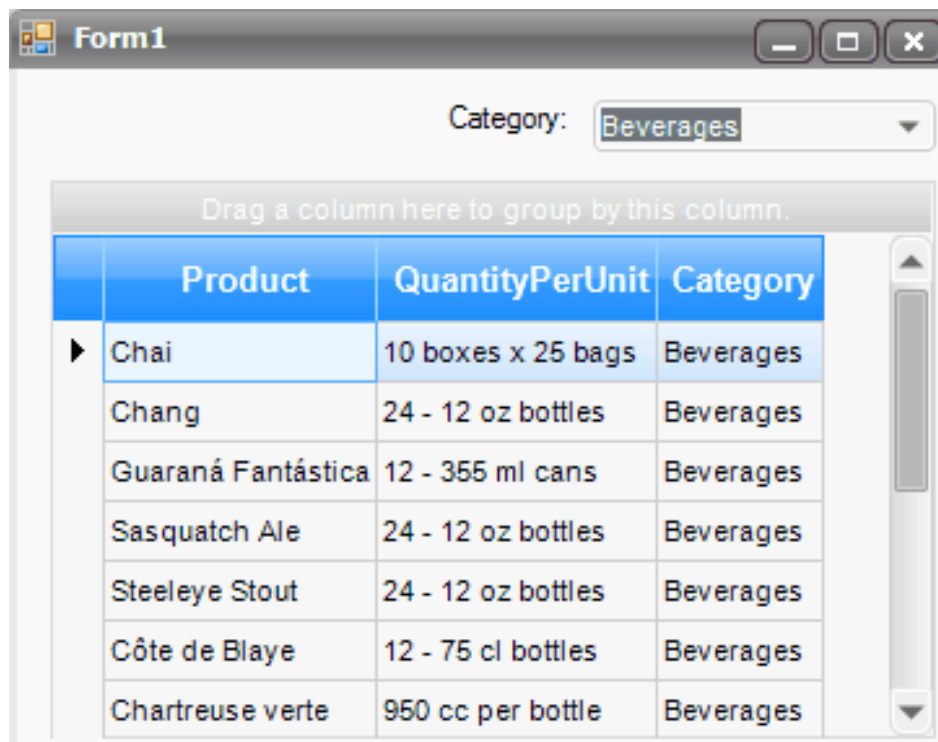 Form1
Category: Beverages
Drag a column here to group by this column.
Product QuantityPerUnit Category
Chai 10 boxes x 25 bags Beverages
Chang 24 - 12 oz bottles Beverages
Guaraná Fantástica 12 - 355 ml cans Beverages
Sasquatch Ale 24 - 12 oz bottles Beverages
Steeleye Stout 24 - 12 oz bottles Beverages
Côte de Blaye 12 - 75 cl bottles Beverages
Chartreuse verte 950 cc per bottle Beverages